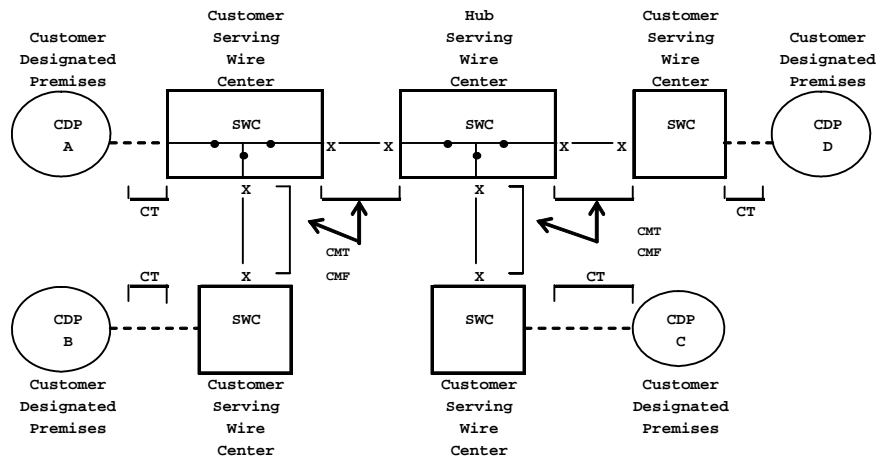 Customer
Serving
Wire
Center
Hub
Serving
Wire
Center
Customer
Serving
Wire
Center
Customer
Designated
Premises
Customer
Designated
Premises
CDP
A
SWC
X
X
SWC
X
X
SWC
CDP
D
CT
X
X
CT
CMT
CMF
CMT
CMF
CT
X
X
CT
CDP
B
SWC
SWC
CDP
C
Customer
Designated
Premises
Customer
Serving
Wire
Center
Customer
Serving
Wire
Center
Customer
Designated
Premises